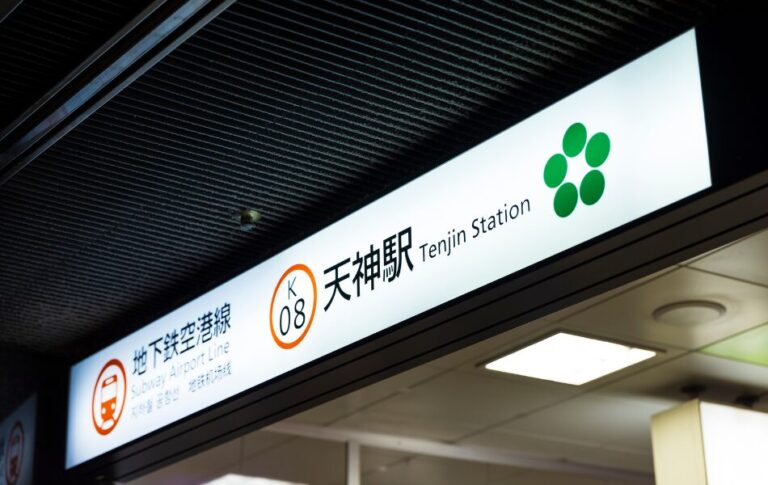 地下鉄空港線
Subway Airport Line
지하철 공항선 地铁机场线
K
08
天神駅 Tenjin Station